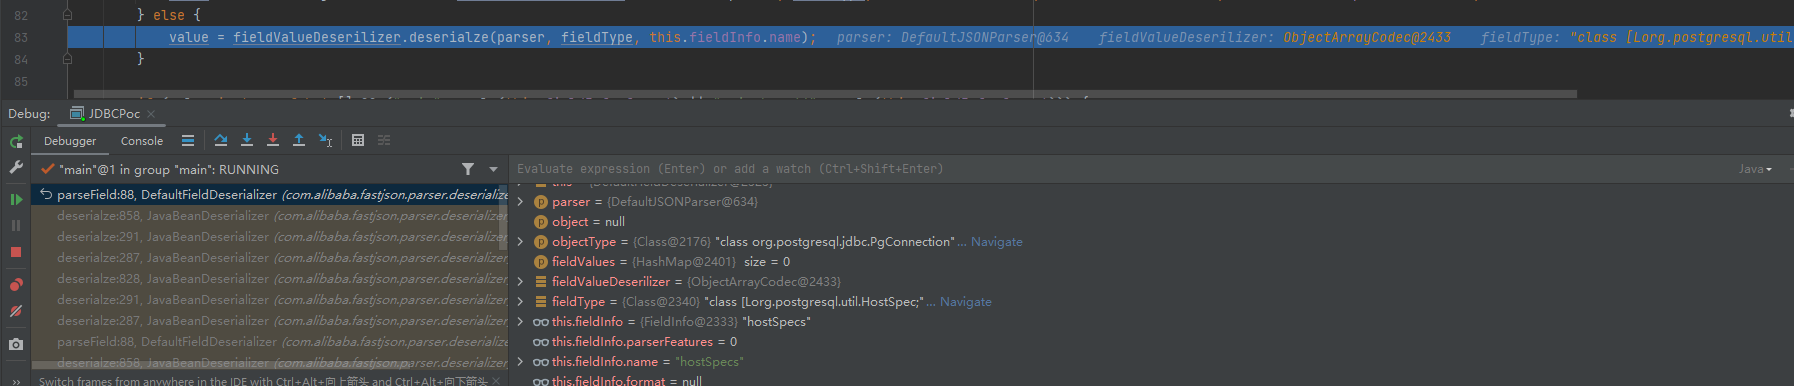 82 } else {
83 value = fieldValueDeserilizer.deserialze(parser, fieldType, this.fieldInfo.name); parser: DefaultJSONParser@634 fieldValueDeserilizer: ObjectArrayCodec@2433 fieldType: "class [Lorg.postgresql.util
84 }
85
Debug: JDBCPoc
Debugger Console
"main"@1 in group "main": RUNNING
Evaluate expression (Enter) or add a watch (Ctrl+Shift+Enter)
Java
parseField:88, DefaultFieldDeserializer (com.alibaba.fastjson.parser.deserialize
deserialze:858, JavaBeanDeserializer (com.alibaba.fastjson.parser.deserializer
deserialze:291, JavaBeanDeserializer (com.alibaba.fastjson.parser.deserializer
deserialze:287, JavaBeanDeserializer (com.alibaba.fastjson.parser.deserializer
deserialze:828, JavaBeanDeserializer (com.alibaba.fastjson.parser.deserializer
deserialze:291, JavaBeanDeserializer (com.alibaba.fastjson.parser.deserializer
deserialze:287, JavaBeanDeserializer (com.alibaba.fastjson.parser.deserializer
parseField:88, DefaultFieldDeserializer (com.alibaba.fastjson.parser.deserialize
deserialze:858, JavaBeanDeserializer (com.alibaba.fastjson.parser.deserializer
Switch frames from anywhere in the IDE with Ctrl+Alt+向上箭头 and Ctrl+Alt+向下箭头
parser = {DefaultJSONParser@634}
object = null
objectType = {Class@2176} "class org.postgresql.jdbc.PgConnection"... Navigate
fieldValues = {HashMap@2401} size = 0
fieldValueDeserilizer = {ObjectArrayCodec@2433}
fieldType = {Class@2340} "class [Lorg.postgresql.util.HostSpec;"... Navigate
this.fieldInfo = {FieldInfo@2333} "hostSpecs"
this.fieldInfo.parserFeatures = 0
this.fieldInfo.name = "hostSpecs"
this.fieldInfo.format = null